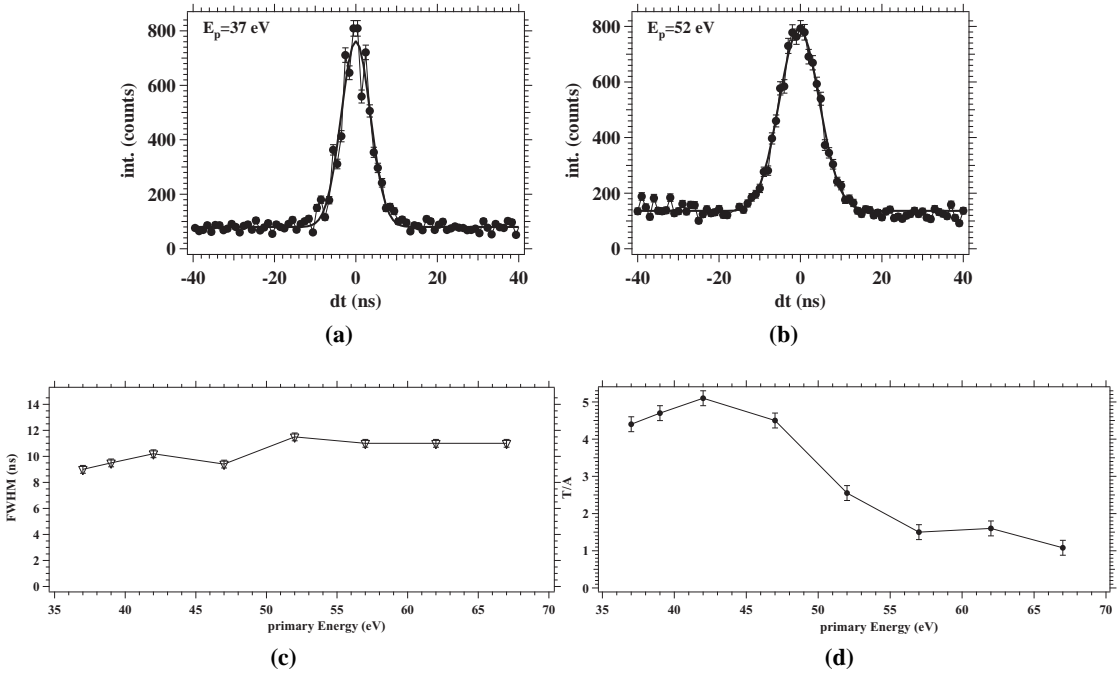 E_p=37 eV
800
600
400
200
0
int. (counts)
-40 -20 0 20 40
dt (ns)
(a)
E_p=52 eV
800
600
400
200
0
int. (counts)
-40 -20 0 20 40
dt (ns)
(b)
14
12
10
8
6
4
2
0
FWHM (ns)
35 40 45 50 55 60 65 70
primary Energy (eV)
(c)
5
4
3
2
1
0
T/A
35 40 45 50 55 60 65 70
primary Energy (eV)
(d)